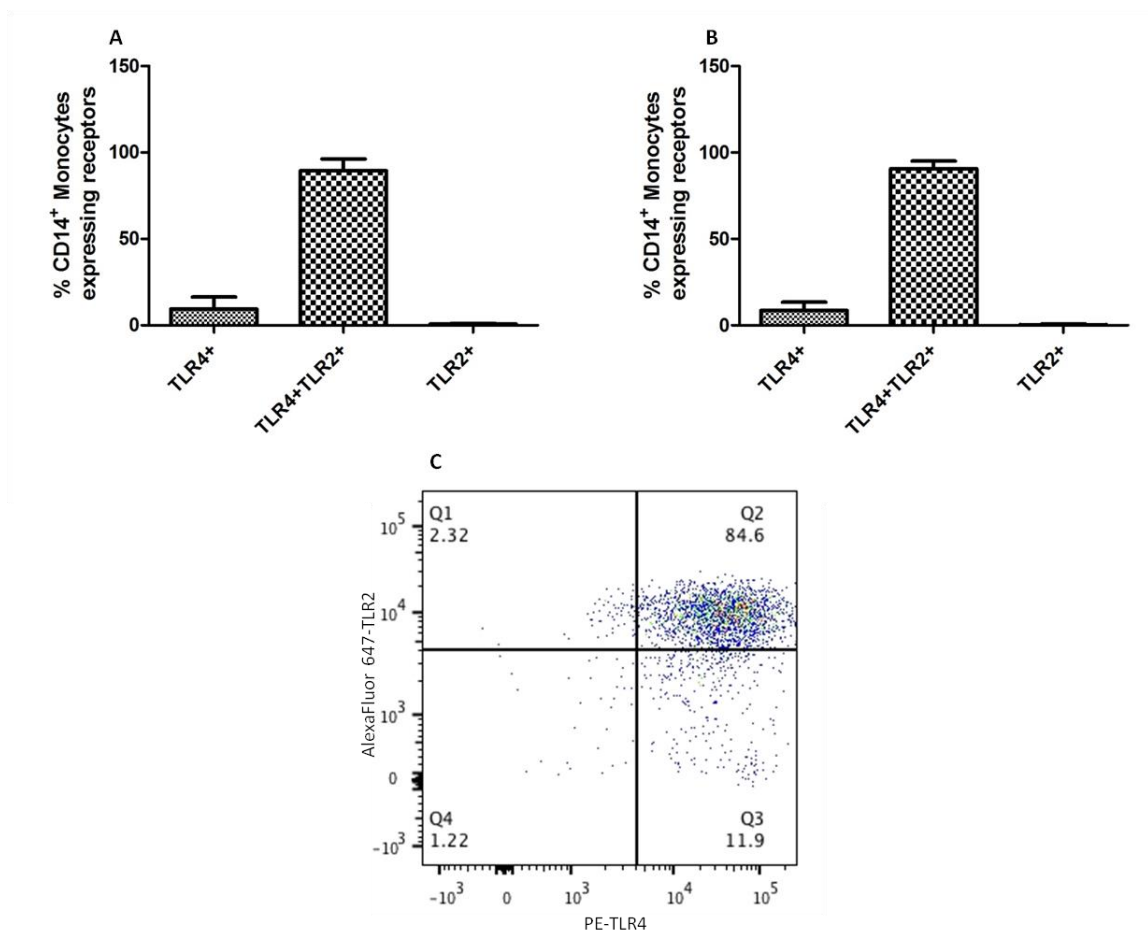 A
150
100
50
0
% CD14+ Monocytes
expressing receptors
TLR4+
TLR4+TLR2+
TLR2+
B
150
100
50
0
% CD14+ Monocytes
expressing receptors
TLR4+
TLR4+TLR2+
TLR2+
C
Q1
2.32
Q2
84.6
Q4
1.22
Q3
11.9
10^5
10^4
10^3
0
-10^3
AlexaFluor 647-TLR2
-10^3 0 10^3 10^4 10^5
PE-TLR4